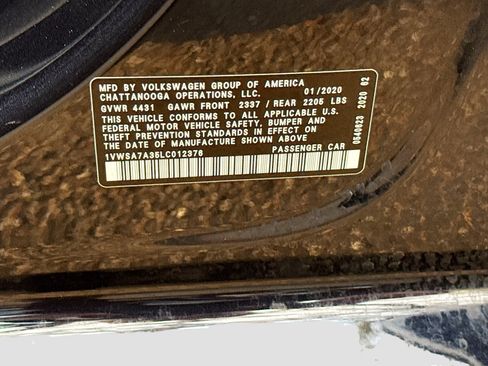 MFD BY VOLKSWAGEN GROUP OF AMERICA
CHATTANOOGA OPERATIONS, LLC. 01/2020
GVWR 4431 GAWR FRONT 2337 / REAR 2205 LBS
THIS VEHICLE CONFORMS TO ALL APPLICABLE U.S.
FEDERAL MOTOR VEHICLE SAFETY, BUMPER AND
THEFT PREVENTION STANDARDS IN EFFECT ON
THE DATE OF MANUFACTURE SHOWN ABOVE
1VWSA7A35LC012376 PASSENGER CAR
0640623 2020 02